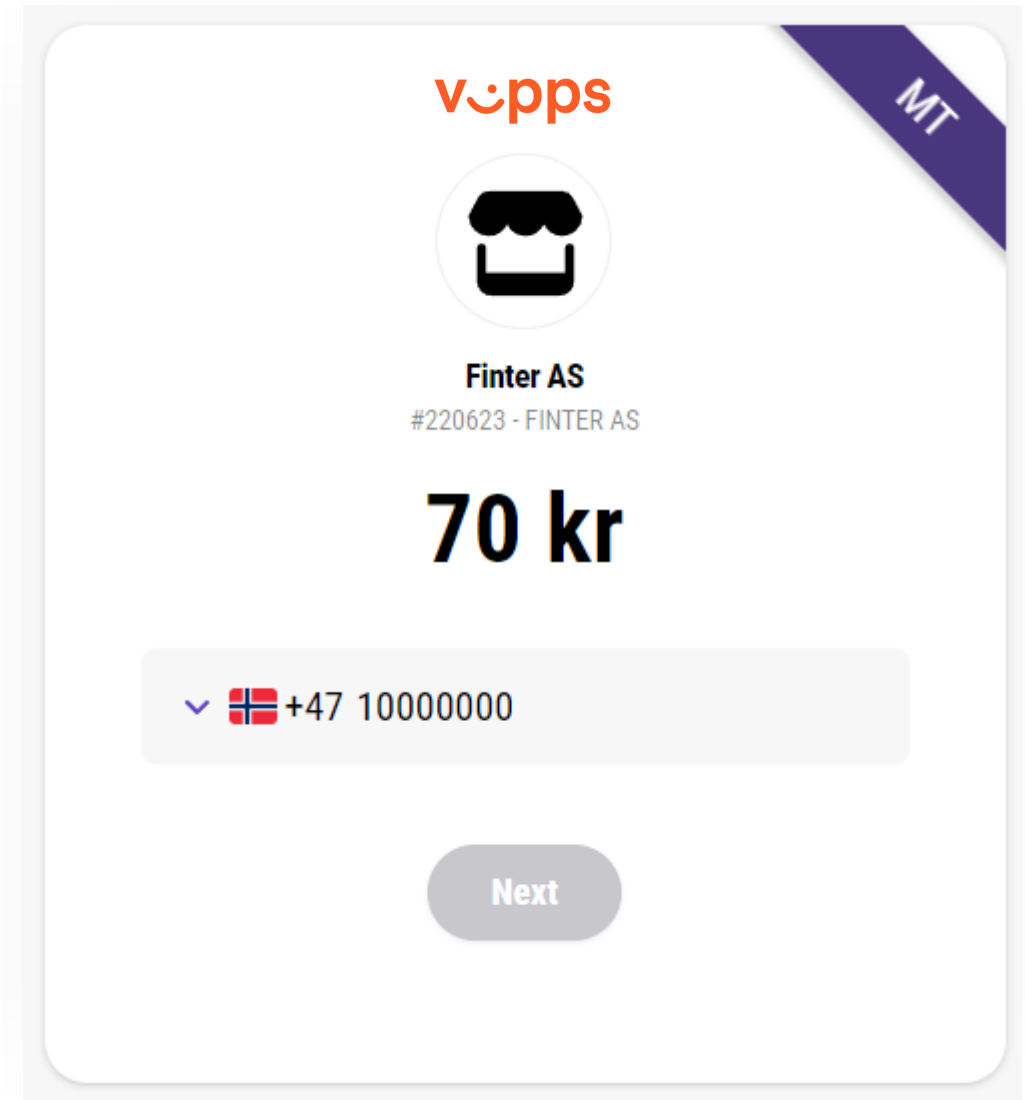 vipps
MT
Finter AS
#220623 - FINTER AS
70 kr
+47 10000000
Next